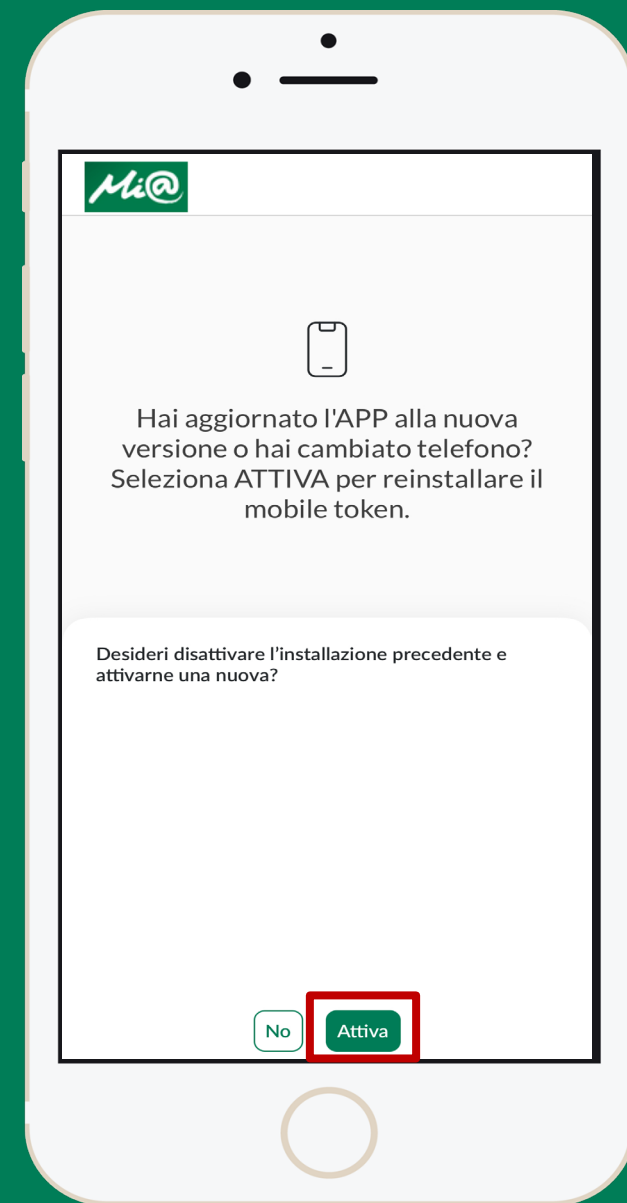 Mi@
Hai aggiornato l'APP alla nuova
versione o hai cambiato telefono?
Seleziona ATTIVA per reinstallare il
mobile token.
Desideri disattivare l’installazione precedente e
attivarne una nuova?
No Attiva